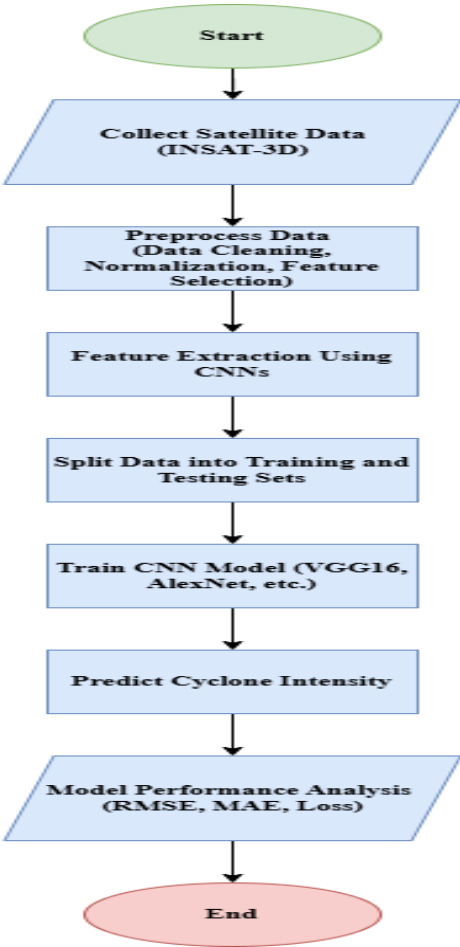 Start
Collect Satellite Data
(INSAT-3D)
Preprocess Data
(Data Cleaning,
Normalization, Feature
Selection)
Feature Extraction Using
CNNs
Split Data into Training and
Testing Sets
Train CNN Model (VGG16,
AlexNet, etc.)
Predict Cyclone Intensity
Model Performance Analysis
(RMSE, MAE, Loss)
End